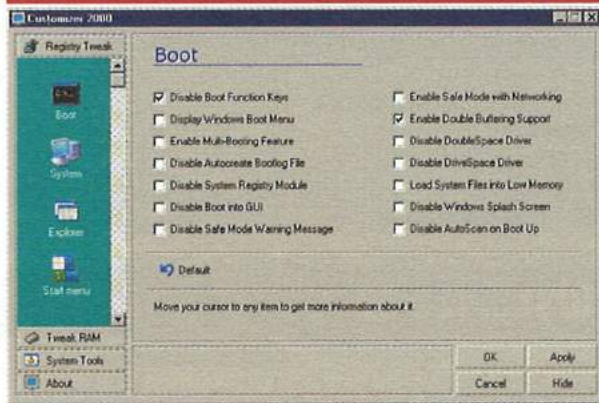 Customizer 2000
Registry Tweak
Boot
System
Explorer
Start menu
Tweak RAM
System Tools
About
Boot
Disable Boot Function Keys
Display Windows Boot Menu
Enable Multi-Booting Feature
Disable Autocreate Bootlog File
Disable System Registry Module
Disable Boot into GUI
Disable Safe Mode Warning Message
Enable Safe Mode with Networking
Enable Double Buffering Support
Disable DoubleSpace Driver
Disable DriveSpace Driver
Load System Files into Low Memory
Disable Windows Splash Screen
Disable AutoScan on Boot Up
Default
Move your cursor to any item to get more information about it.
OK
Apply
Cancel
Hide